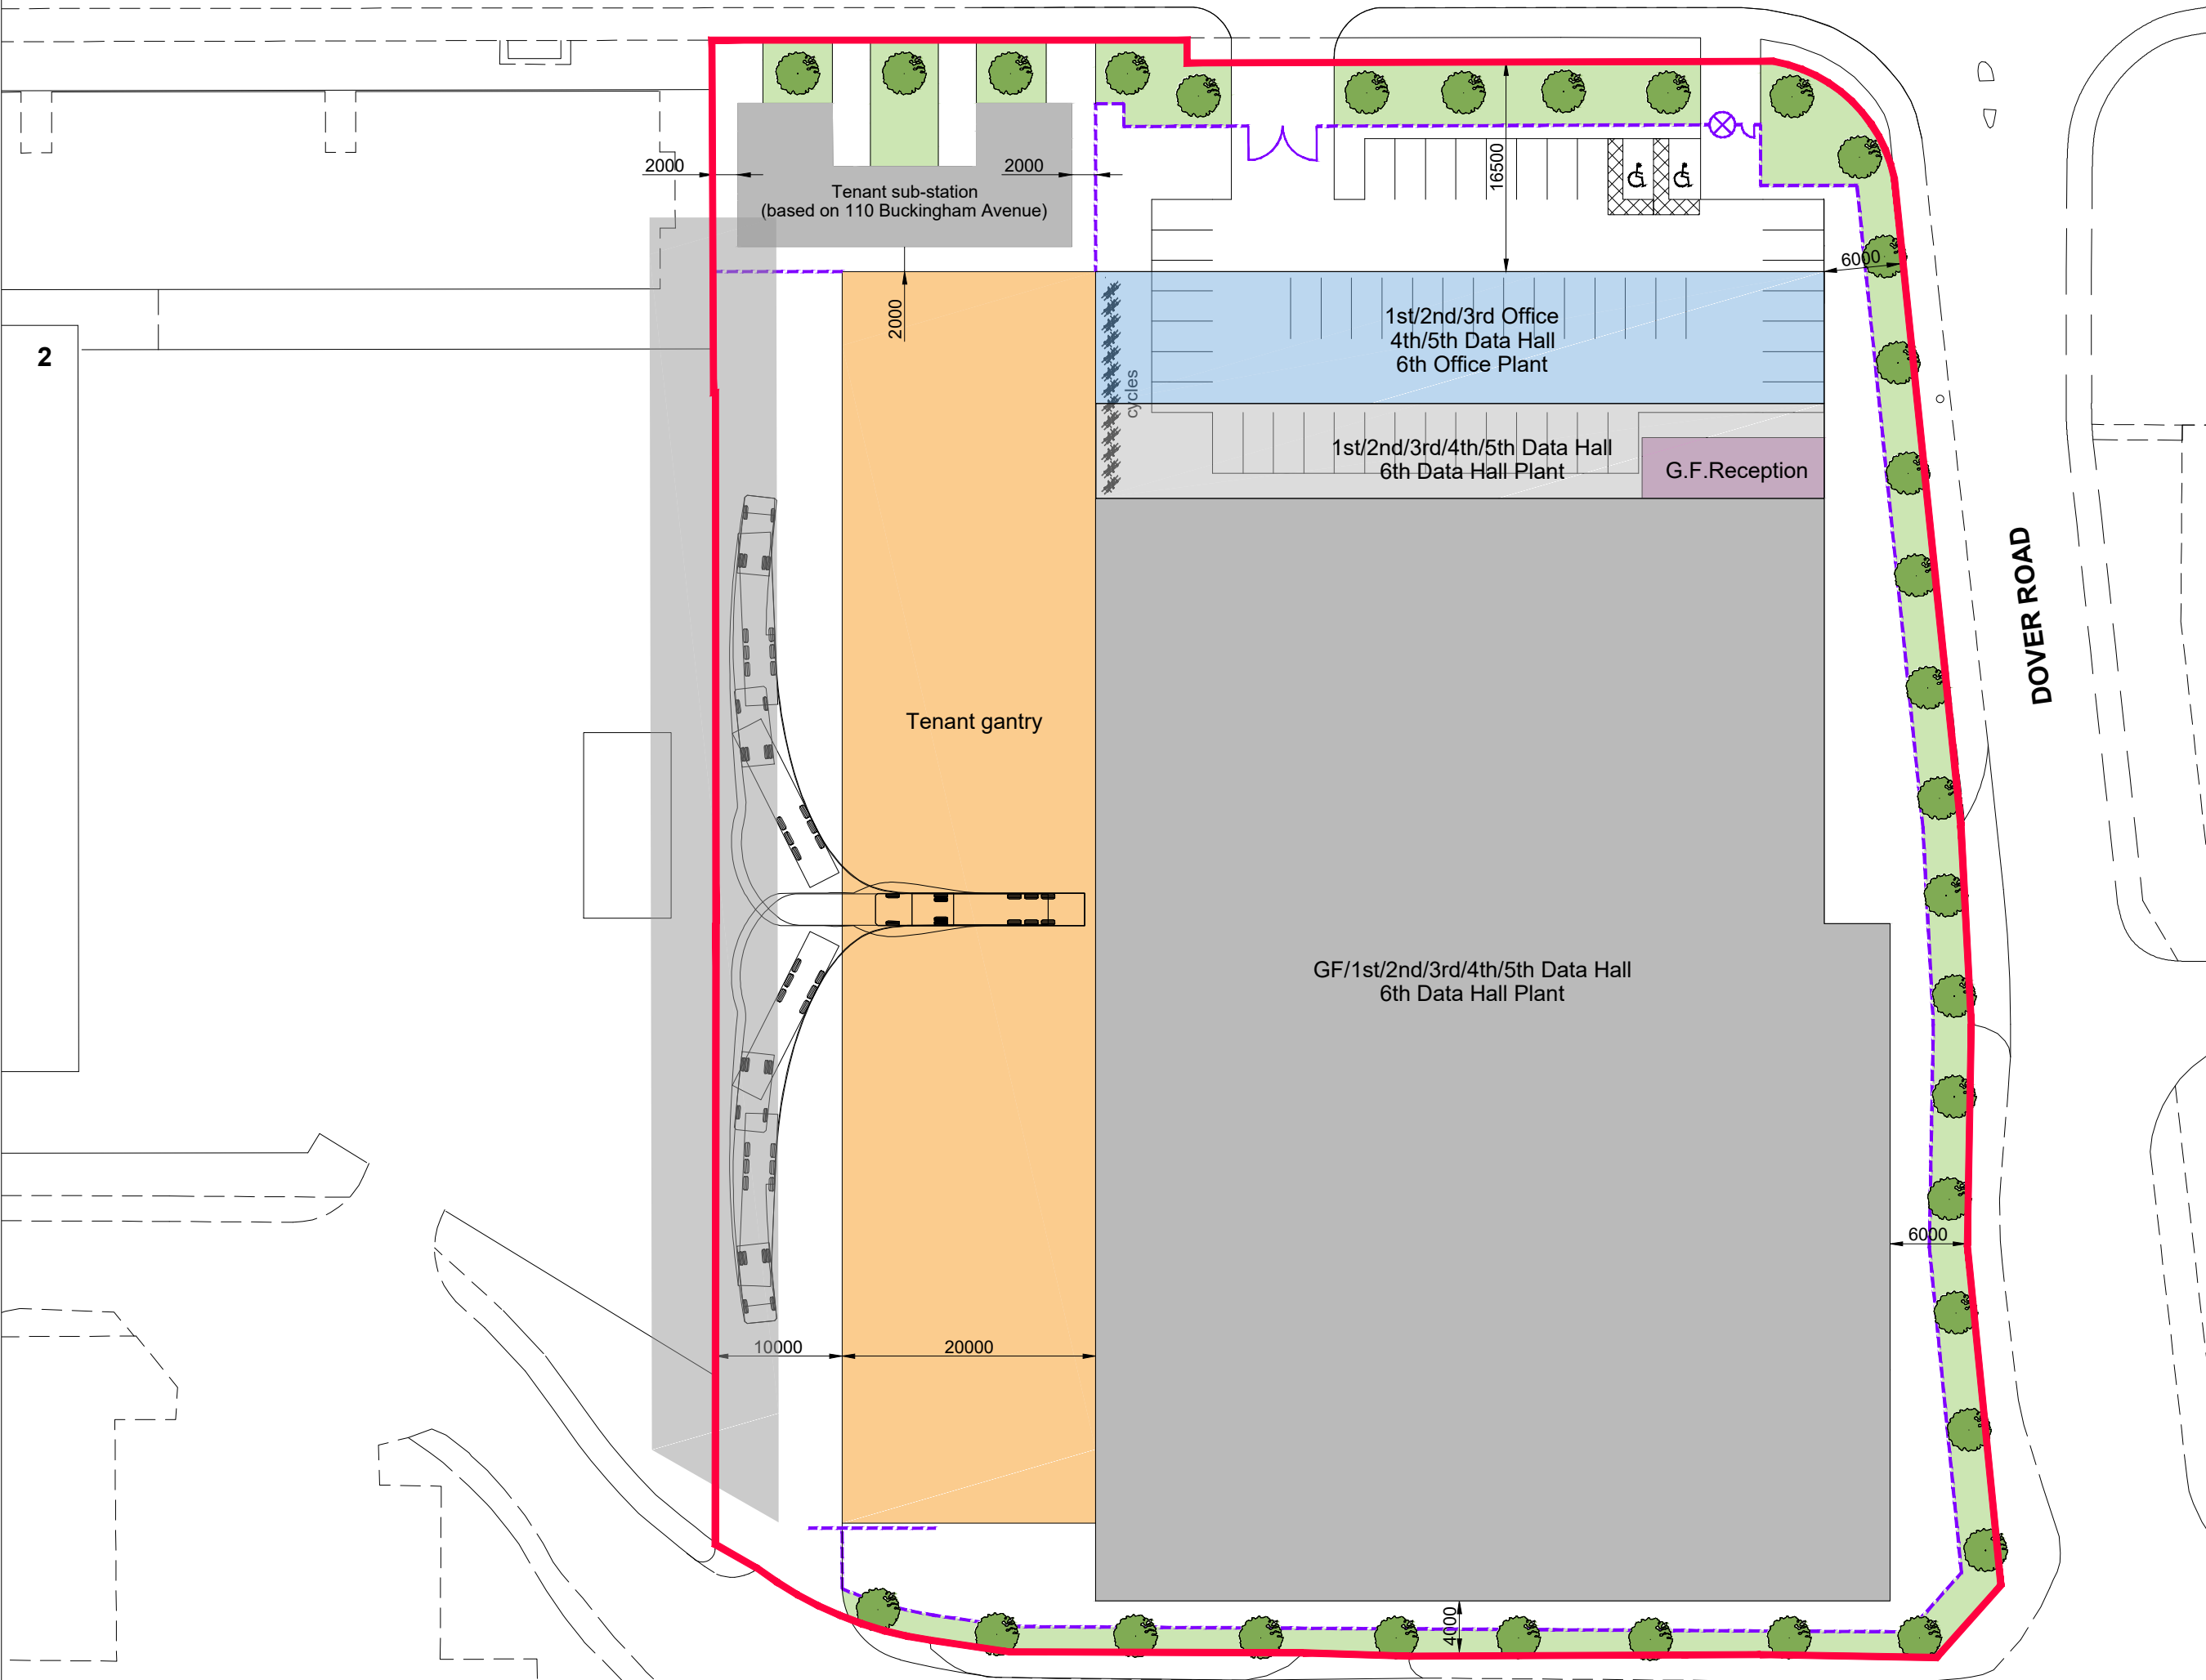 2000
2000
Tenant sub-station
(based on 110 Buckingham Avenue)
16500
6000
2000
2
1st/2nd/3rd Office
4th/5th Data Hall
6th Office Plant
cycles
1st/2nd/3rd/4th/5th Data Hall
6th Data Hall Plant
G.F.Reception
DOVER ROAD
Tenant gantry
GF/1st/2nd/3rd/4th/5th Data Hall
6th Data Hall Plant
6000
10000
20000
4000